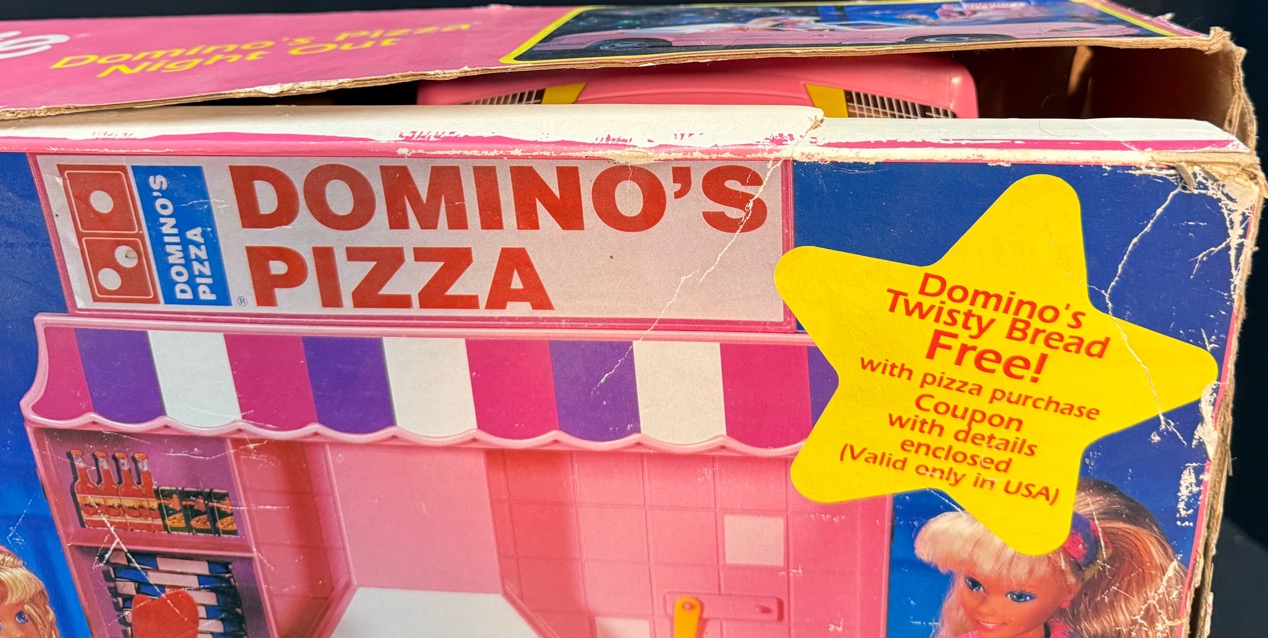 Domino's Pizza
Night Out
DOMINO'S
PIZZA
®
DOMINO'S
PIZZA
Domino's
Twisty Bread
Free!
with pizza purchase
Coupon
with details
enclosed
(Valid only in USA)